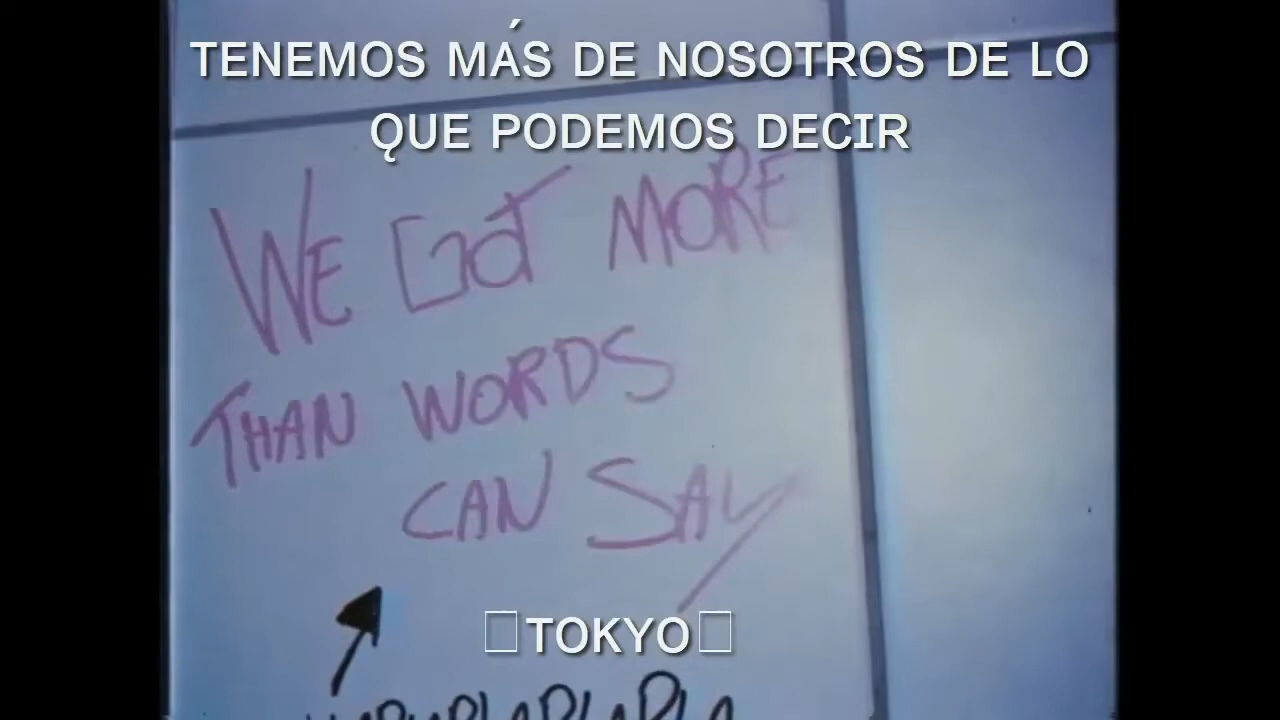 TENEMOS MÁS DE NOSOTROS DE LO
QUE PODEMOS DECIR
WE GOT MORE
THAN WORDS
CAN SAY
TOKYO